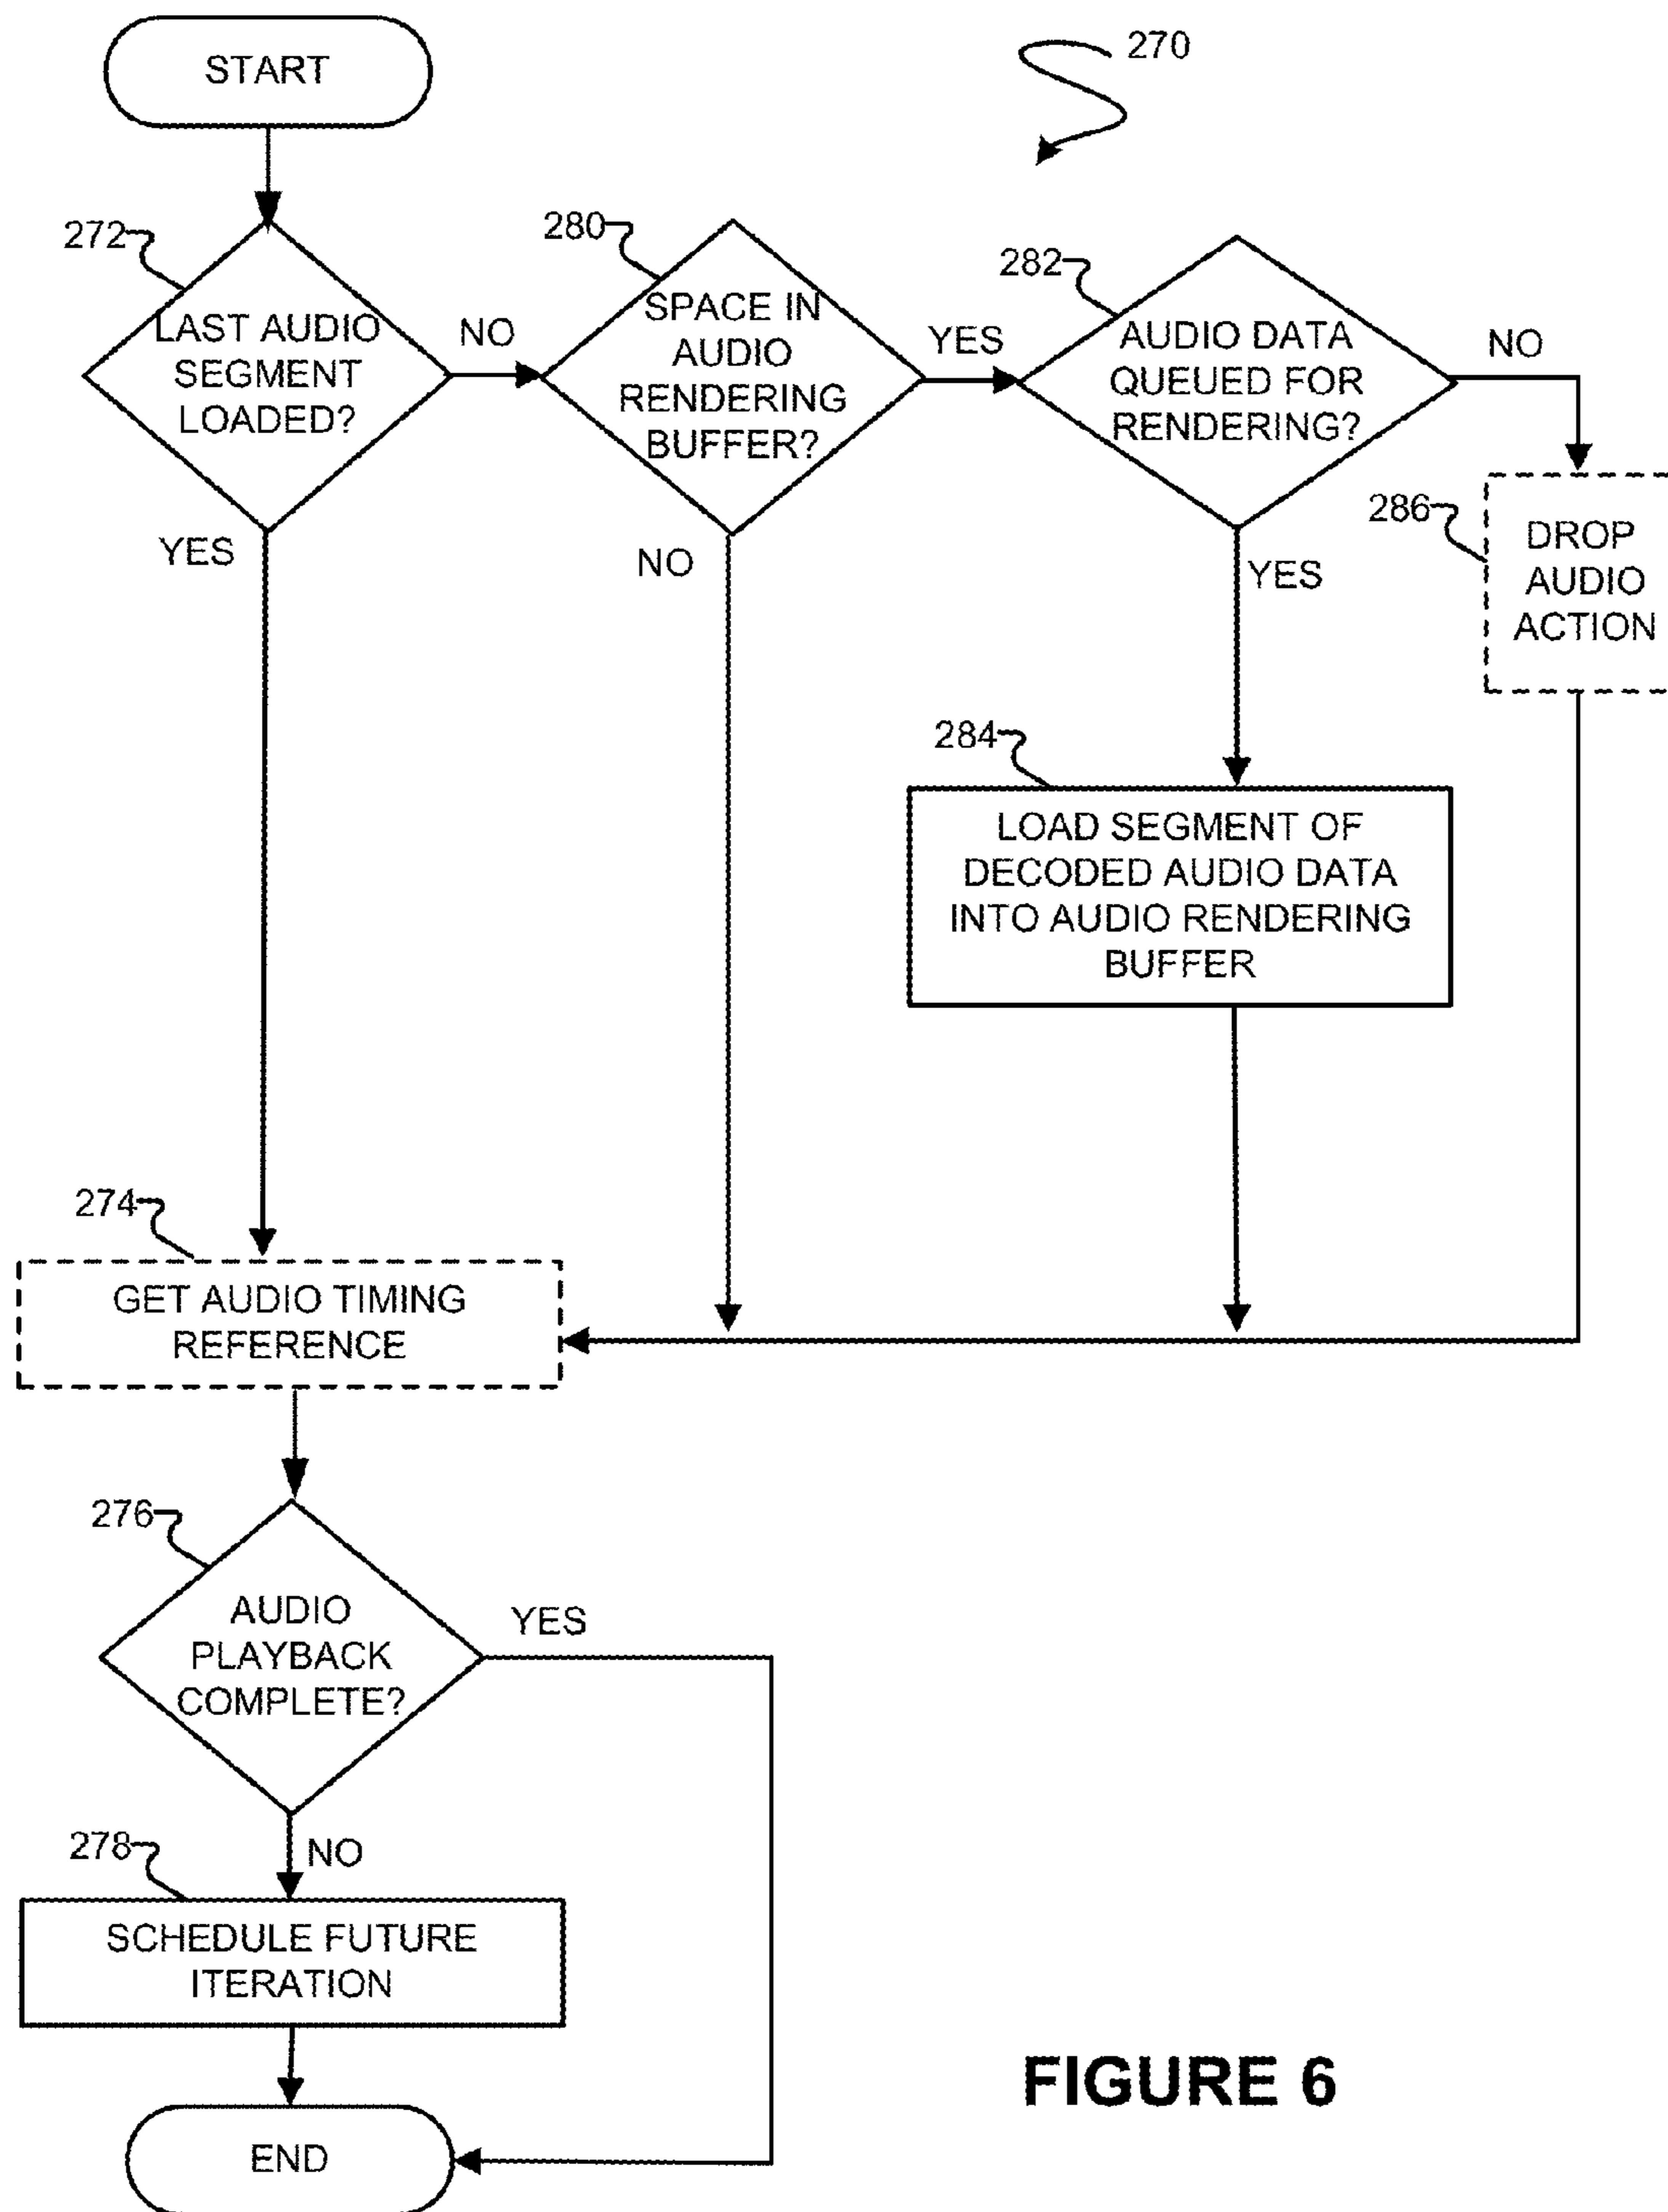 START
270
272
LAST AUDIO
SEGMENT
LOADED?
NO
YES
280
SPACE IN
AUDIO
RENDERING
BUFFER?
YES
NO
282
AUDIO DATA
QUEUED FOR
RENDERING?
NO
YES
286
DROP
AUDIO
ACTION
284
LOAD SEGMENT OF
DECODED AUDIO DATA
INTO AUDIO RENDERING
BUFFER
274
GET AUDIO TIMING
REFERENCE
276
AUDIO
PLAYBACK
COMPLETE?
YES
NO
278
SCHEDULE FUTURE
ITERATION
END
FIGURE 6